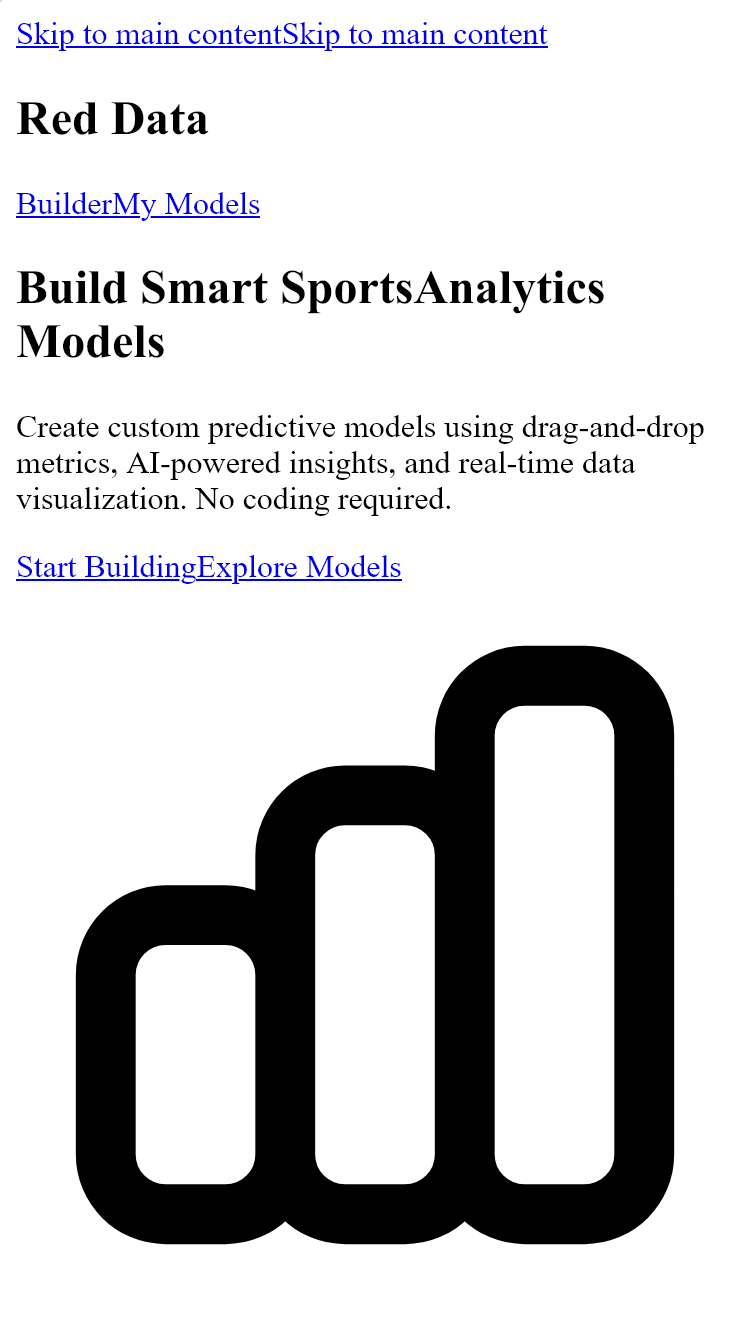 Skip to main contentSkip to main content
Red Data
BuilderMy Models
Build Smart SportsAnalytics
Models
Create custom predictive models using drag-and-drop
metrics, AI-powered insights, and real-time data
visualization. No coding required.
Start BuildingExplore Models